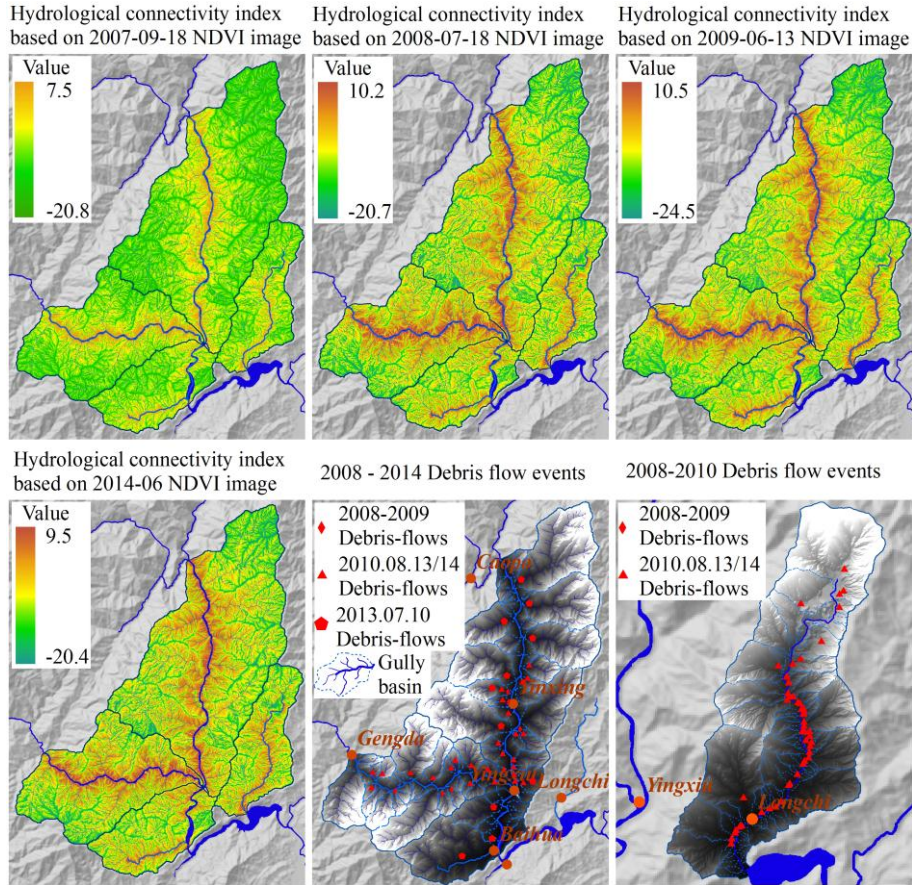 Hydrological connectivity index
based on 2007-09-18 NDVI image
Value
7.5
-20.8
Hydrological connectivity index
based on 2008-07-18 NDVI image
Value
10.2
-20.7
Hydrological connectivity index
based on 2009-06-13 NDVI image
Value
10.5
-24.5
Hydrological connectivity index
based on 2014-06 NDVI image
Value
9.5
-20.4
2008 - 2014 Debris flow events
2008-2009
Debris-flows
2010.08.13/14
Debris-flows
2013.07.10
Debris-flows
Gully
basin
Caopo
Yinxing
Gengda
Longchi
Baihua
2008-2010 Debris flow events
2008-2009
Debris-flows
2010.08.13/14
Debris-flows
Yingxiu
Longchi